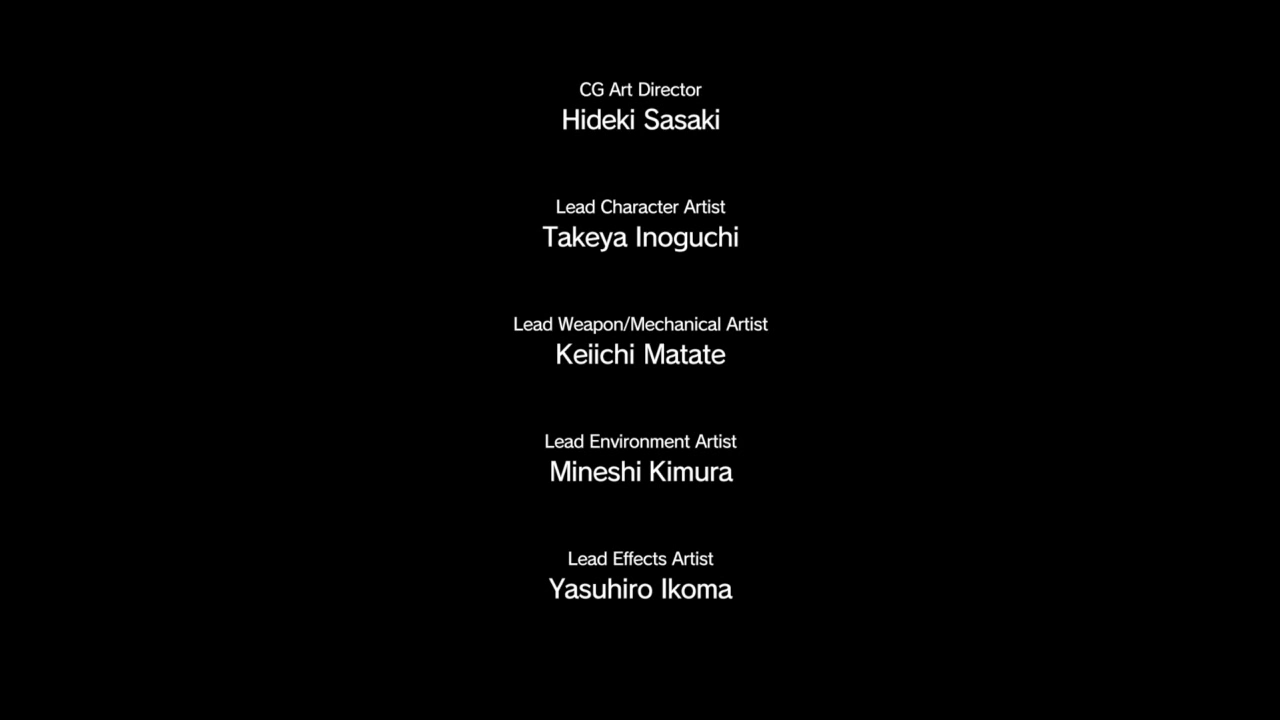 CG Art Director
Hideki Sasaki
Lead Character Artist
Takeya Inoguchi
Lead Weapon/Mechanical Artist
Keiichi Matate
Lead Environment Artist
Mineshi Kimura
Lead Effects Artist
Yasuhiro Ikoma